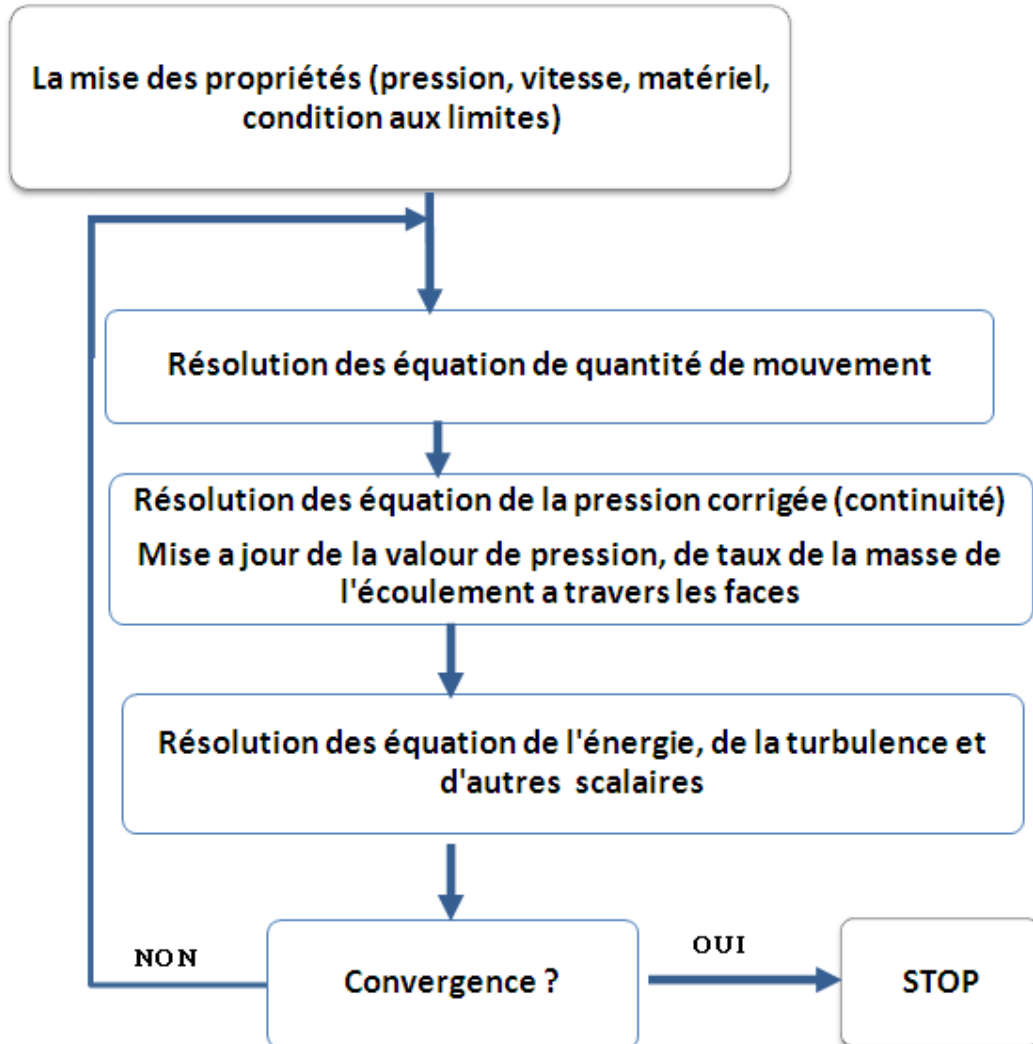 La mise des propriétés (pression, vitesse, matériel,
condition aux limites)
Résolution des équation de quantité de mouvement
Résolution des équation de la pression corrigée (continuité)
Mise a jour de la valour de pression, de taux de la masse de
l'écoulement a travers les faces
Résolution des équation de l'énergie, de la turbulence et
d'autres scalaires
NON
Convergence ?
OUI
STOP